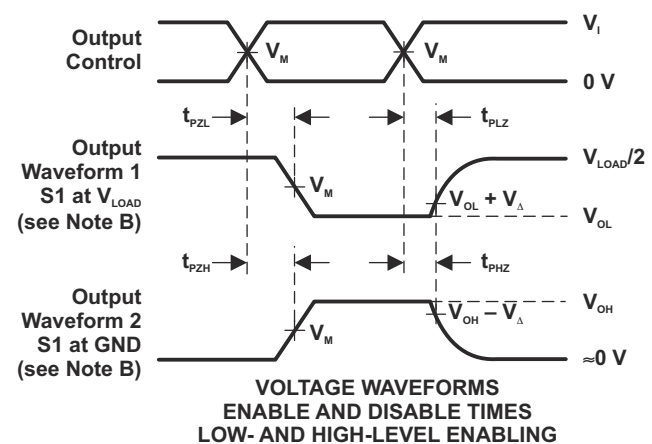 Output
Control
V_M
V_M
V_I
0 V
t_PZL
t_PLZ
Output
Waveform 1
S1 at V_LOAD
(see Note B)
V_M
V_LOAD/2
V_OL + V_Δ
V_OL
t_PZH
t_PHZ
Output
Waveform 2
S1 at GND
(see Note B)
V_M
V_OH
V_OH − V_Δ
≈0 V
VOLTAGE WAVEFORMS
ENABLE AND DISABLE TIMES
LOW- AND HIGH-LEVEL ENABLING